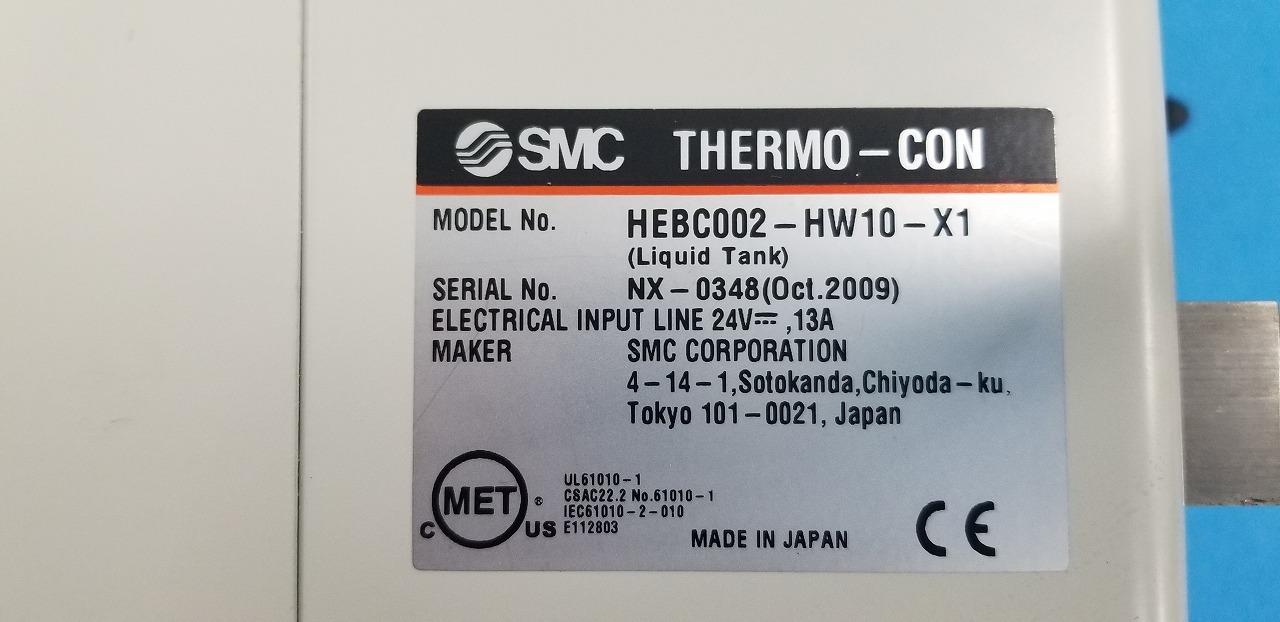 SMC THERMO-CON
MODEL No. HEBC002-HW10-X1
(Liquid Tank)
SERIAL No. NX-0348(Oct.2009)
ELECTRICAL INPUT LINE 24V⎓,13A
MAKER SMC CORPORATION
4-14-1,Sotokanda,Chiyoda-ku,
Tokyo 101-0021, Japan
C MET ® US
UL61010-1
CSAC22.2 No.61010-1
IEC61010-2-010
E112803
MADE IN JAPAN
CE